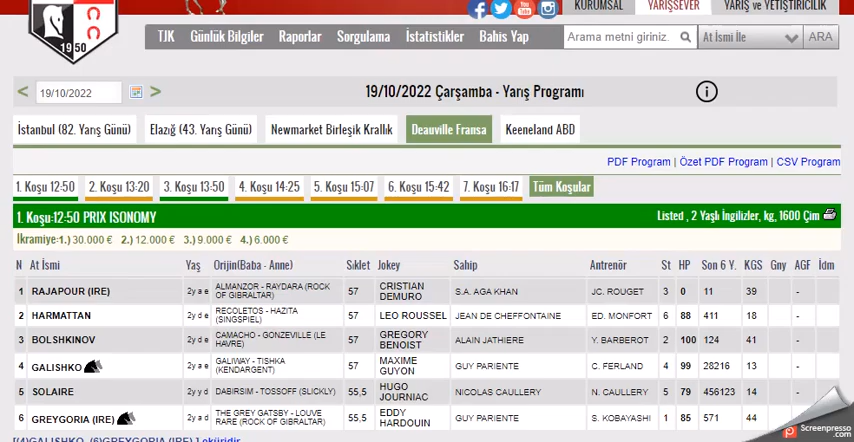 KURUMSAL YARIŞSEVER YARIŞ ve YETİŞTİRİCİLİK
C C
1950
TJK Günlük Bilgiler Raporlar Sorgulama İstatistikler Bahis Yap Arama metni giriniz. At İsmi İle ARA
19/10/2022 19/10/2022 Çarşamba - Yarış Programı
İstanbul (82. Yarış Günü) Elazığ (43. Yarış Günü) Newmarket Birleşik Krallık Deauville Fransa Keeneland ABD
PDF Program | Özet PDF Program | CSV Program
1. Koşu 12:50 2. Koşu 13:20 3. Koşu 13:50 4. Koşu 14:25 5. Koşu 15:07 6. Koşu 15:42 7. Koşu 16:17 Tüm Koşular
1. Koşu:12:50 PRIX ISONOMY Listed , 2 Yaşlı İngilizler, kg, 1600 Çim
İkramiye:1.) 30.000 € 2.) 12.000 € 3.) 9.000 € 4.) 6.000 €
N At İsmi Yaş Orijin(Baba - Anne) Sıklet Jokey Sahip Antrenör St HP Son 6 Y. KGS Gny AGF İdm
1 RAJAPOUR (IRE) 2y a e ALMANZOR - RAYDARA (ROCK OF GIBRALTAR) 57 CRISTIAN DEMURO S.A. AGA KHAN JC. ROUGET 3 0 11 39 -
2 HARMATTAN 2y d e RECOLETOS - HAZITA (SINGSPIEL) 57 LEO ROUSSEL JEAN DE CHEFFONTAINE ED. MONFORT 6 88 411 18 -
3 BOLSHKINOV 2y d e CAMACHO - GONZEVILLE (LE HAVRE) 57 GREGORY BENOIST ALAIN JATHIERE Y. BARBEROT 2 100 124 41 -
4 GALISHKO 2y a e GALIWAY - TISHKA (KENDARGENT) 57 MAXIME GUYON GUY PARIENTE C. FERLAND 4 99 28216 13 -
5 SOLAIRE 2y y d DABIRSIM - TOSSOFF (SLICKLY) 55,5 HUGO JOURNIAC NICOLAS CAULLERY N. CAULLERY 5 79 456123 14 -
6 GREYGORIA (IRE) 2y a d THE GREY GATSBY - LOUVE RARE (ROCK OF GIBRALTAR) 55,5 EDDY HARDOUIN GUY PARIENTE S. KOBAYASHI 1 85 571 44 -
[(4)GALISHKO, (6)GREYGORIA (IRE) ] eküridir.
Screenpresso
.com